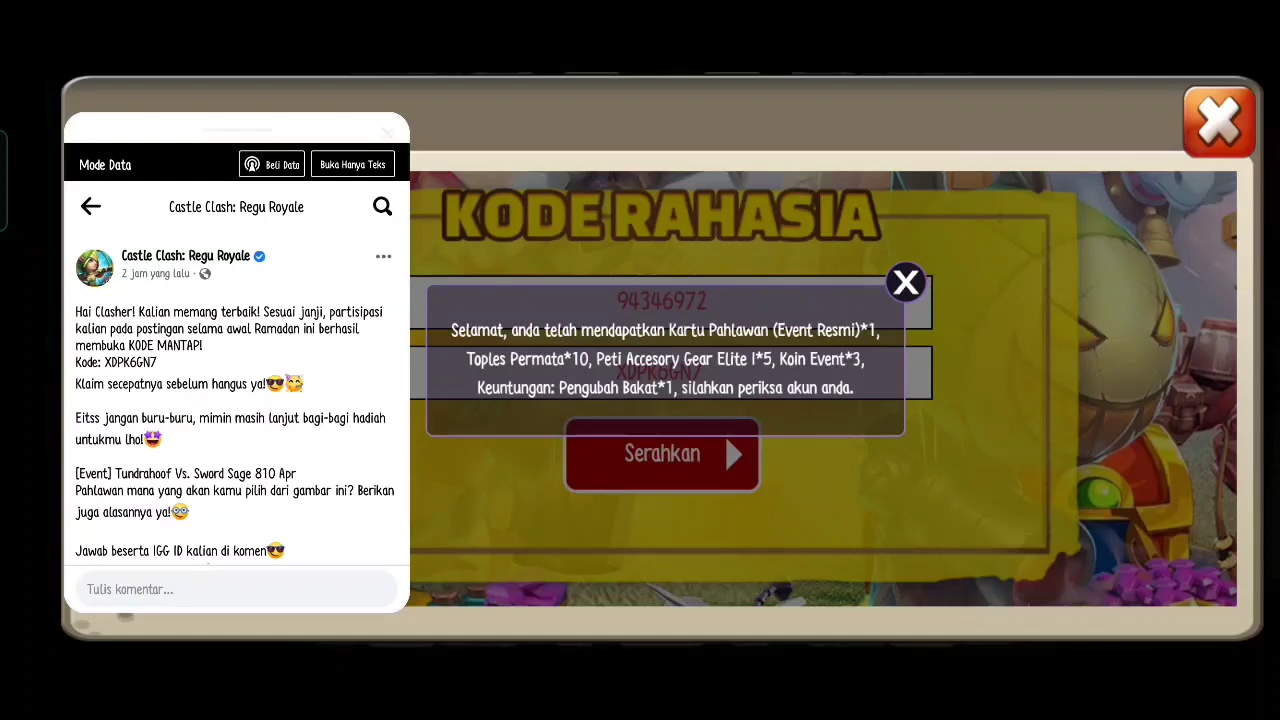 Mode Data
Beli Data
Buka Hanya Teks
Castle Clash: Regu Royale
Castle Clash: Regu Royale
2 jam yang lalu ·
Hai Clasher! Kalian memang terbaik! Sesuai janji, partisipasi
kalian pada postingan selama awal Ramadan ini berhasil
membuka KODE MANTAP!
Kode: XDPK6GN7
Klaim secepatnya sebelum hangus ya!😎🥰
Eitss jangan buru-buru, mimin masih lanjut bagi-bagi hadiah
untukmu lho!🤩
[Event] Tundrahoof Vs. Sword Sage 810 Apr
Pahlawan mana yang akan kamu pilih dari gambar ini? Berikan
juga alasannya ya!🤓
Jawab beserta IGG ID kalian di komen😎
Tulis komentar...
KODE RAHASIA
94346972
XDPK6GN7
Selamat, anda telah mendapatkan Kartu Pahlawan (Event Resmi)*1,
Toples Permata*10, Peti Accesory Gear Elite I*5, Koin Event*3,
Keuntungan: Pengubah Bakat*1, silahkan periksa akun anda.
Serahkan